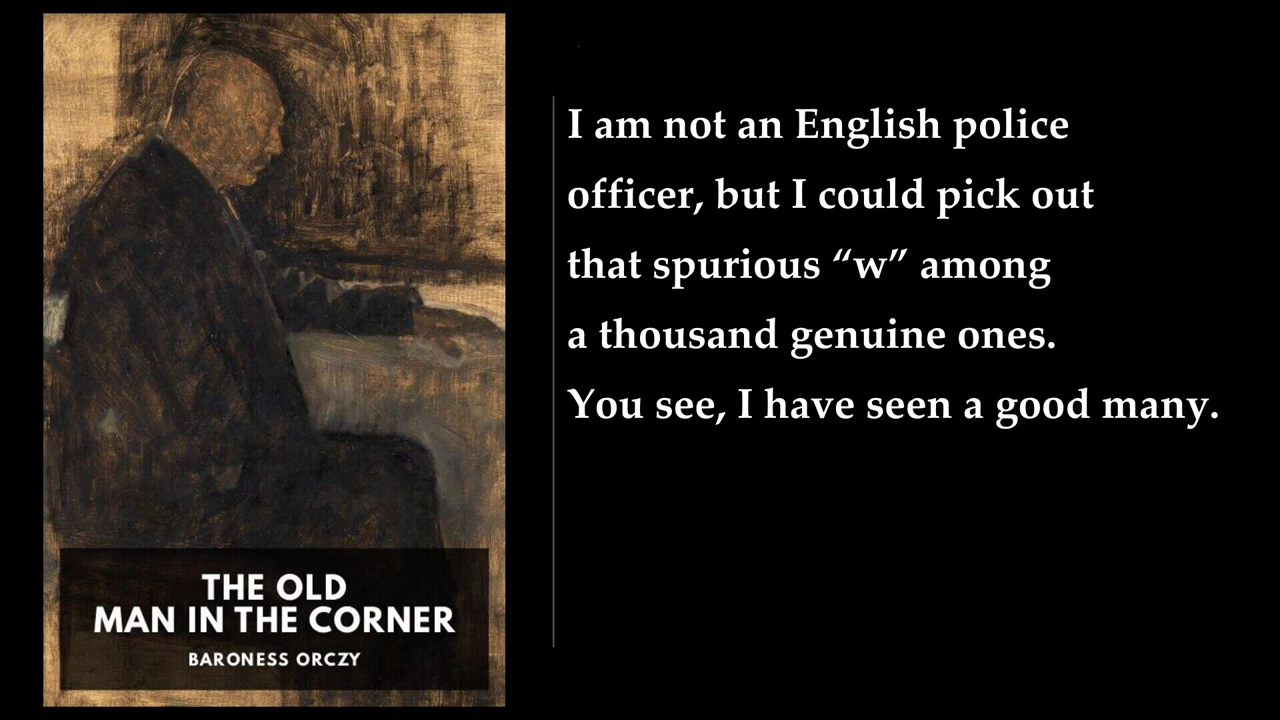 I am not an English police
officer, but I could pick out
that spurious “w” among
a thousand genuine ones.
You see, I have seen a good many.
THE OLD
MAN IN THE CORNER
BARONESS ORCZY